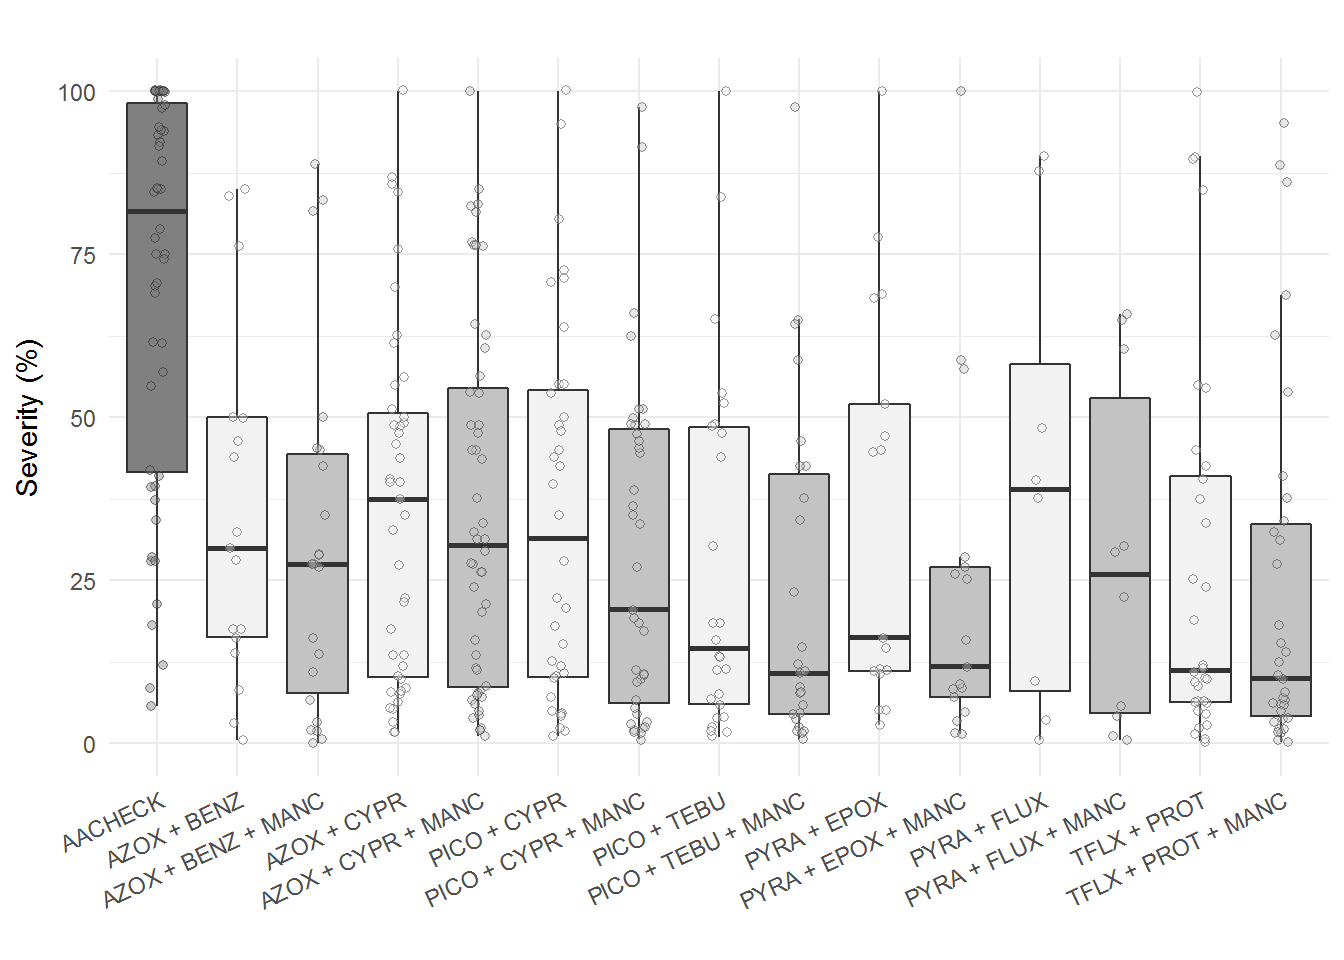 Severity (%)
100
75
50
25
0
AACHECK
AZOX + BENZ
AZOX + BENZ + MANC
AZOX + CYPR
AZOX + CYPR + MANC
PICO + CYPR
PICO + CYPR + MANC
PICO + TEBU
PICO + TEBU + MANC
PYRA + EPOX
PYRA + EPOX + MANC
PYRA + FLUX
PYRA + FLUX + MANC
TFLX + PROT
TFLX + PROT + MANC